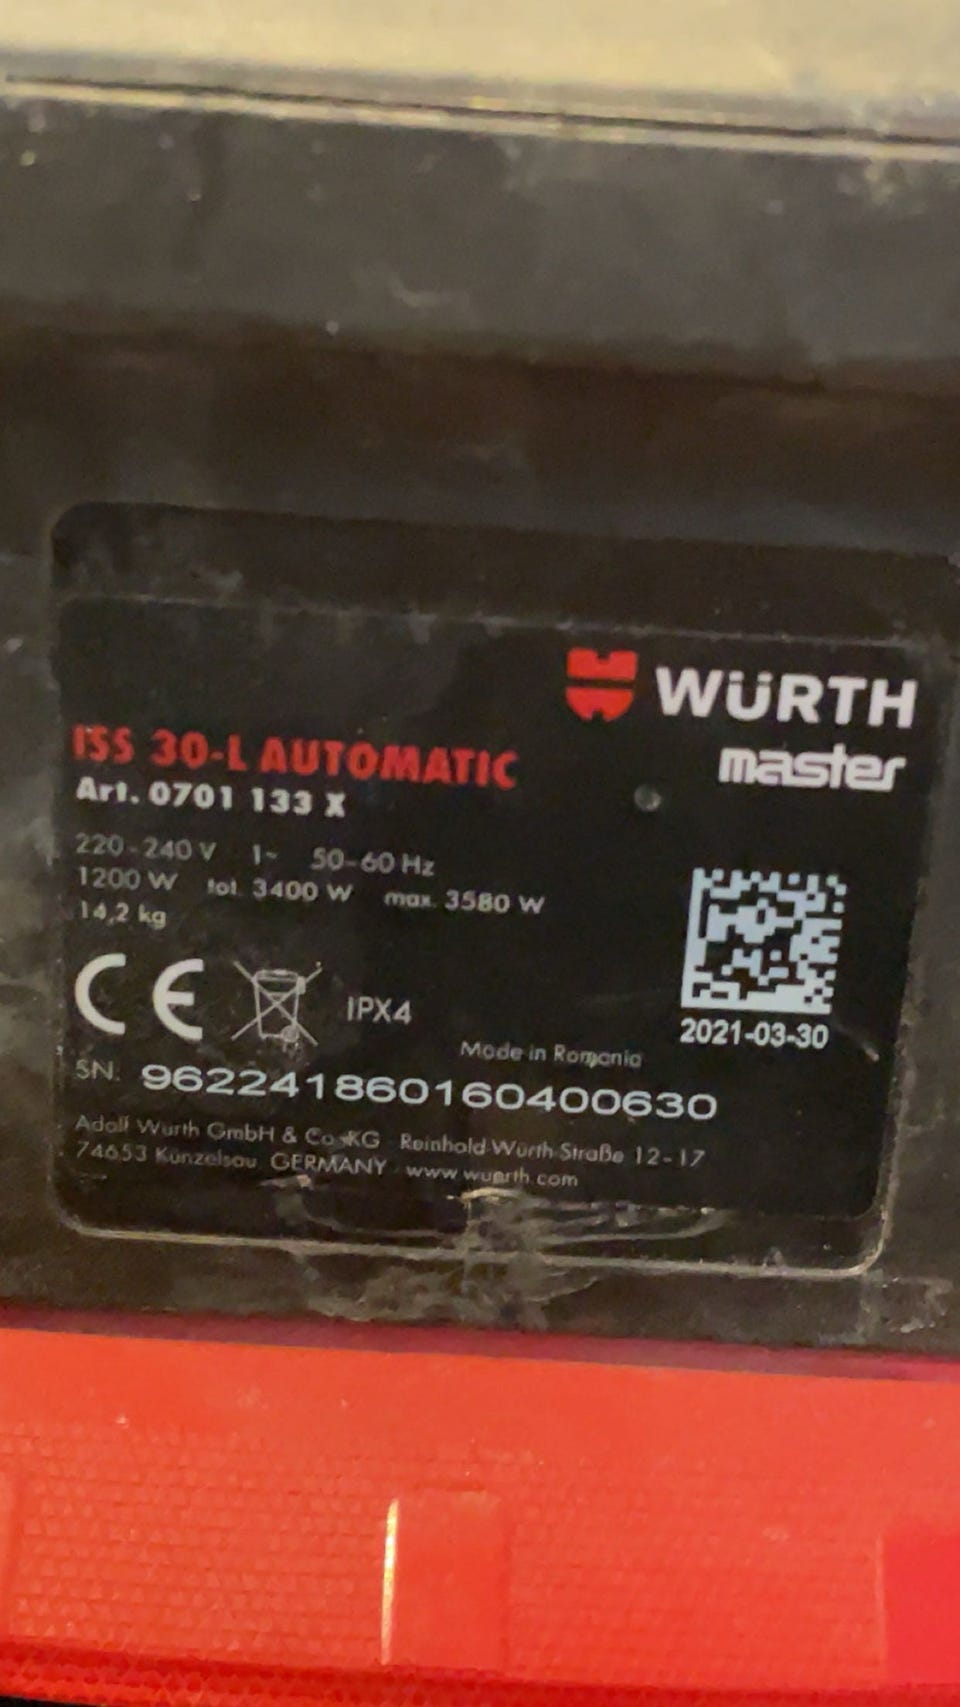 WÜRTH
master
ISS 30-L AUTOMATIC
Art. 0701 133 X
220-240 V 1~ 50-60 Hz
1200 W tot. 3400 W max. 3580 W
14,2 kg
CE IPX4
2021-03-30
Made in Romania
SN: 962241860160400630
Adolf Würth GmbH & Co. KG Reinhold-Würth-Straße 12-17
74653 Künzelsau GERMANY www.wuerth.com